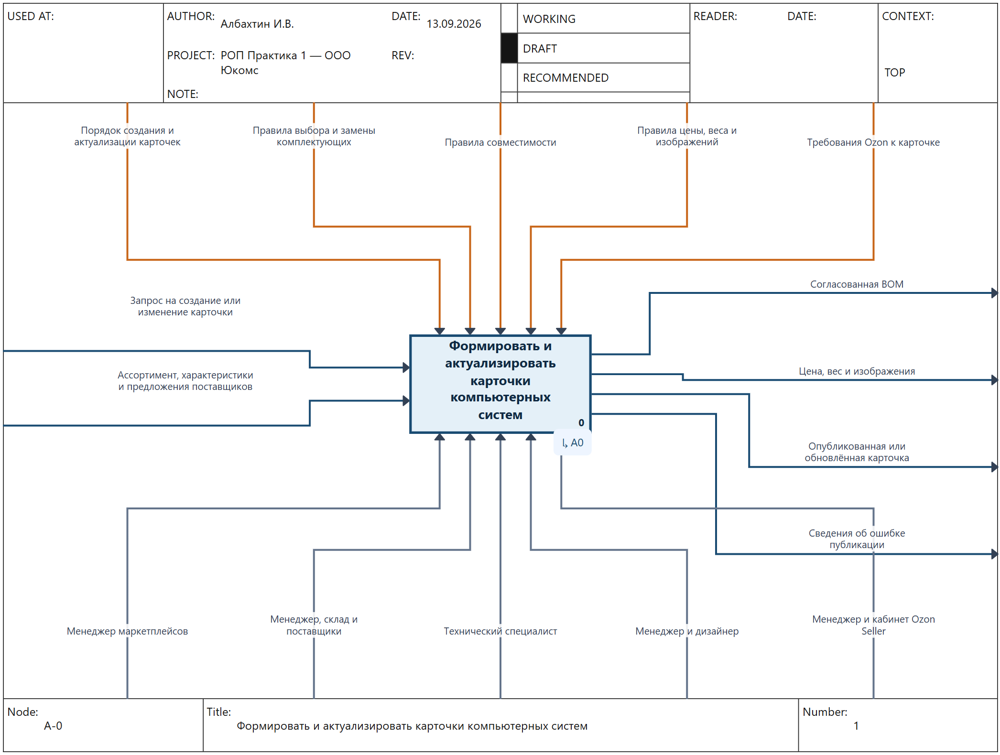 USED AT:
AUTHOR:
Албахтин И.В.
DATE:
13.09.2026
PROJECT:
РОП Практика 1 — ООО
Юкомс
REV:
NOTE:
WORKING
DRAFT
RECOMMENDED
READER:
DATE:
CONTEXT:
TOP
Порядок создания и
актуализации карточек
Правила выбора и замены
комплектующих
Правила совместимости
Правила цены, веса и
изображений
Требования Ozon к карточке
Запрос на создание или
изменение карточки
Ассортимент, характеристики
и предложения поставщиков
Формировать и
актуализировать
карточки
компьютерных
систем
0
↳ A0
Согласованная BOM
Цена, вес и изображения
Опубликованная или
обновлённая карточка
Сведения об ошибке
публикации
Менеджер маркетплейсов
Менеджер, склад и
поставщики
Технический специалист
Менеджер и дизайнер
Менеджер и кабинет Ozon
Seller
Node:
A-0
Title:
Формировать и актуализировать карточки компьютерных систем
Number:
1